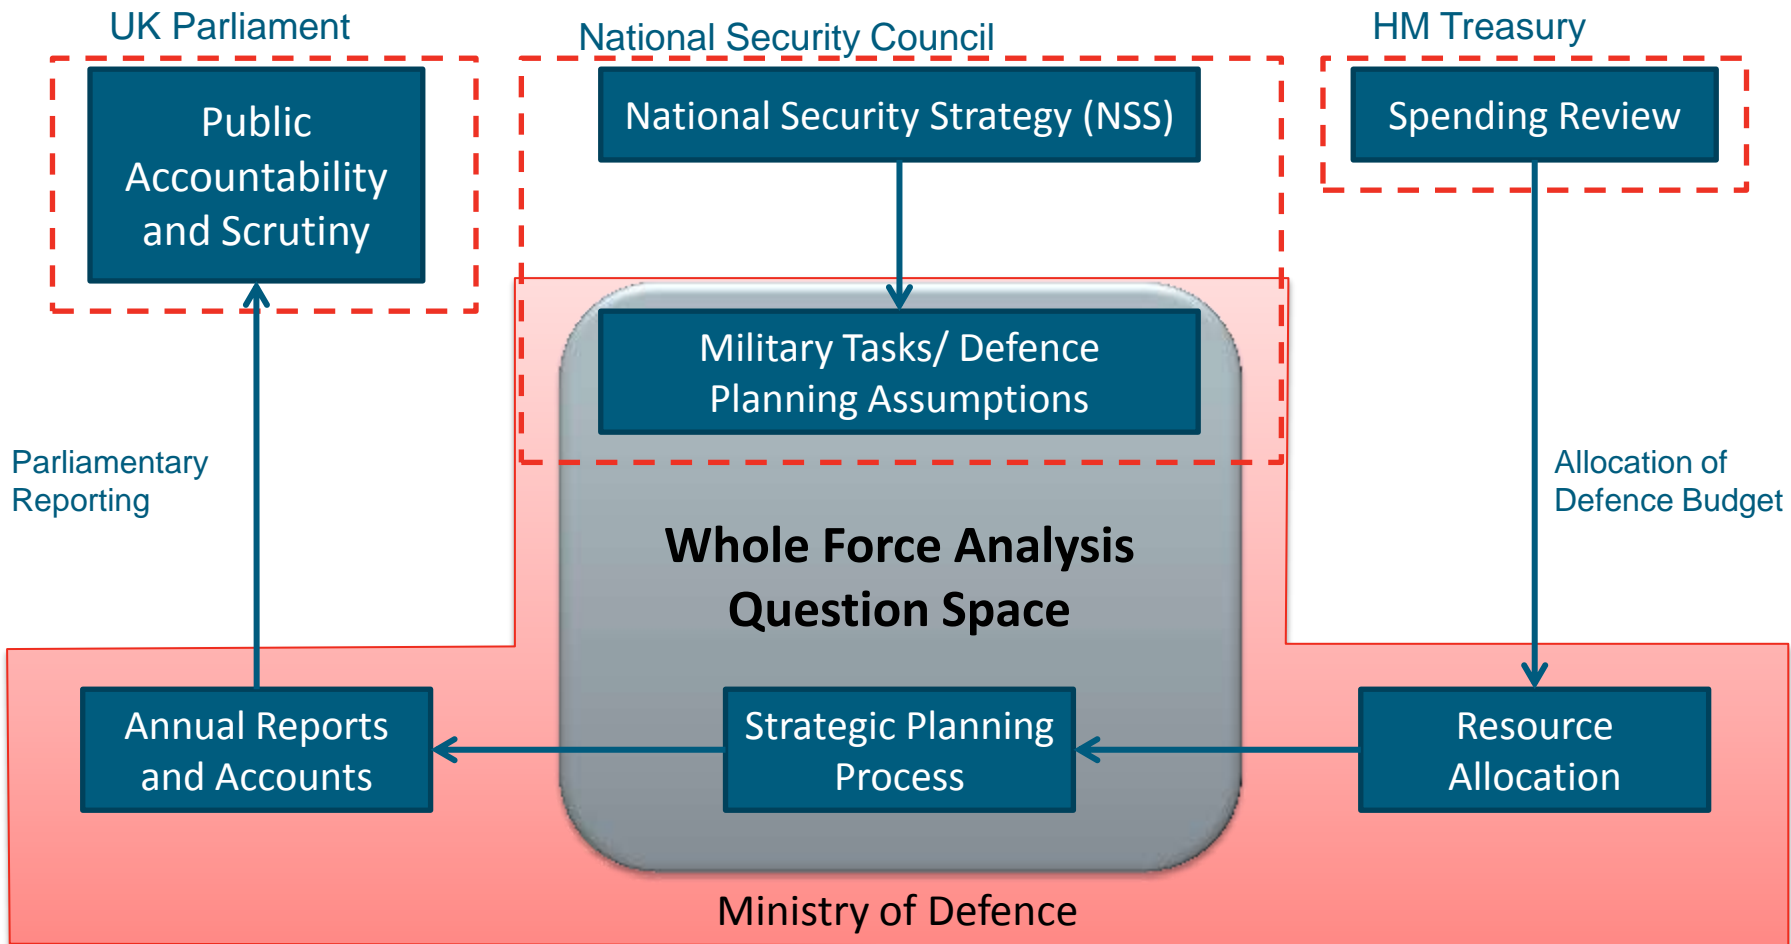 UK Parliament
National Security Council
HM Treasury
Public
Accountability
and Scrutiny
National Security Strategy (NSS)
Spending Review
Military Tasks/ Defence
Planning Assumptions
Parliamentary
Reporting
Allocation of
Defence Budget
Whole Force Analysis
Question Space
Annual Reports
and Accounts
Strategic Planning
Process
Resource
Allocation
Ministry of Defence